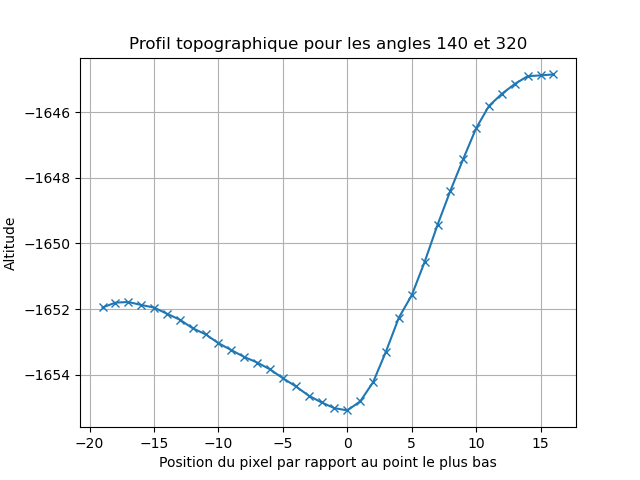 Profil topographique pour les angles 140 et 320
Altitude
−1646
−1648
−1650
−1652
−1654
−20 −15 −10 −5 0 5 10 15
Position du pixel par rapport au point le plus bas